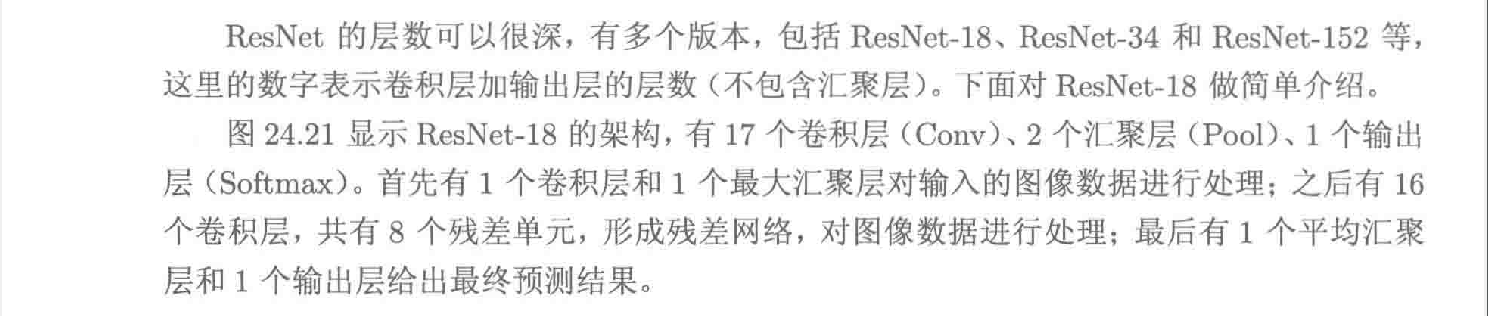 ResNet 的层数可以很深，有多个版本，包括 ResNet-18、ResNet-34 和 ResNet-152 等，
这里的数字表示卷积层加输出层的层数（不包含汇聚层）。下面对 ResNet-18 做简单介绍。
图 24.21 显示 ResNet-18 的架构，有 17 个卷积层（Conv）、2 个汇聚层（Pool）、1 个输出
层（Softmax）。首先有 1 个卷积层和 1 个最大汇聚层对输入的图像数据进行处理；之后有 16
个卷积层，共有 8 个残差单元，形成残差网络，对图像数据进行处理；最后有 1 个平均汇聚
层和 1 个输出层给出最终预测结果。